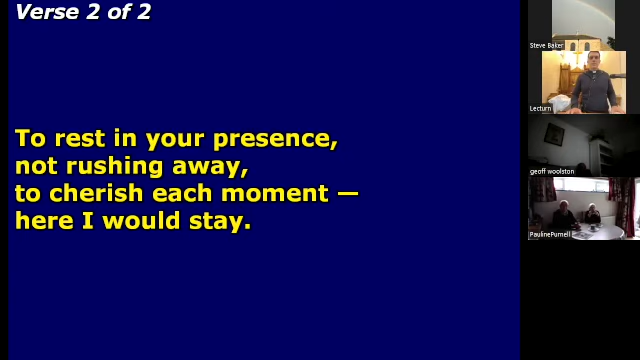 Verse 2 of 2
To rest in your presence,
not rushing away,
to cherish each moment —
here I would stay.
Steve Baker
Lecturn
geoff woolston
PaulinePurnell